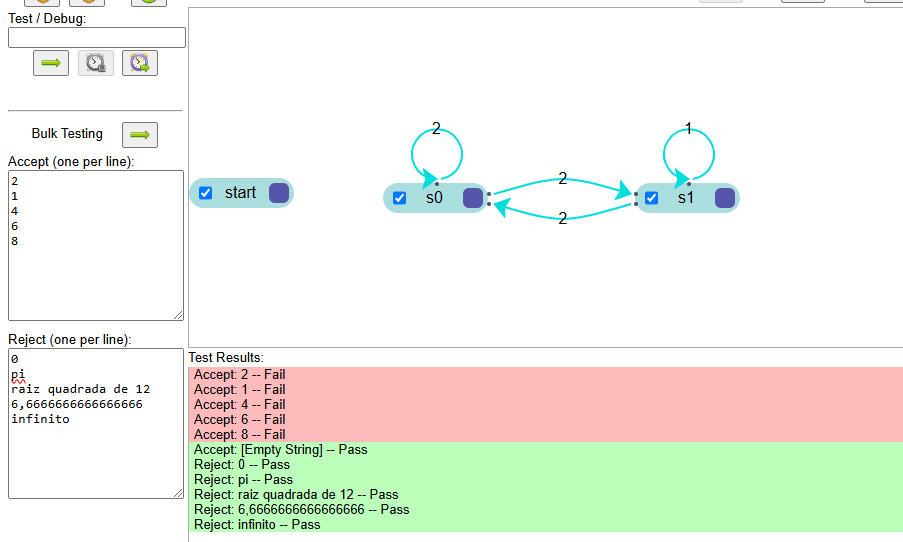 Test / Debug:
Bulk Testing
Accept (one per line):
2
1
4
6
8
Reject (one per line):
0
pi
raiz quadrada de 12
6,6666666666666666
infinito
2
1
start
s0
2
2
s1
Test Results:
Accept: 2 -- Fail
Accept: 1 -- Fail
Accept: 4 -- Fail
Accept: 6 -- Fail
Accept: 8 -- Fail
Accept: [Empty String] -- Pass
Reject: 0 -- Pass
Reject: pi -- Pass
Reject: raiz quadrada de 12 -- Pass
Reject: 6,6666666666666666 -- Pass
Reject: infinito -- Pass